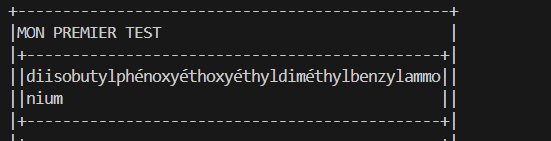 +------------------------------------------------+
|MON PREMIER TEST                                |
|+----------------------------------------------+|
||diisobutylphénoxyéthoxyéthyldiméthylbenzylammo||
||nium                                          ||
|+----------------------------------------------+|